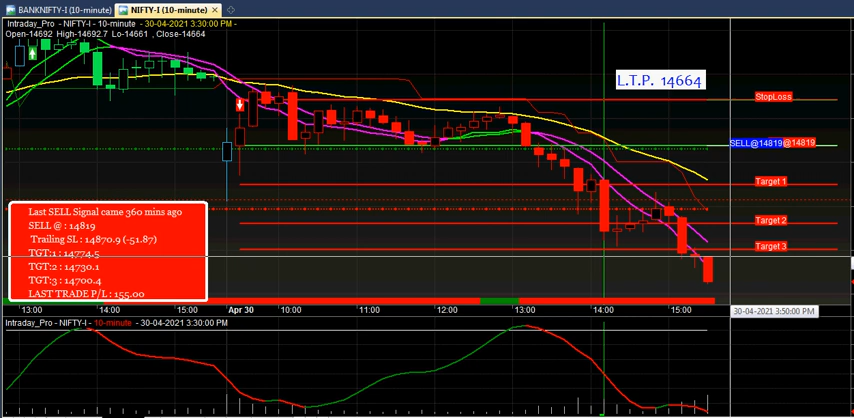 BANKNIFTY-I (10-minute) NIFTY-I (10-minute)
Intraday_Pro - NIFTY-I - 10-minute - 30-04-2021 3:30:00 PM -
Open-14692 High-14692.7 Lo-14661 , Close-14664
L.T.P. 14664
StopLoss
SELL@14819 @14819
Target 1
Target 2
Target 3
Last SELL Signal came 360 mins ago
SELL @ : 14819
Trailing SL : 14870.9 (-51.87)
TGT:1 : 14774.5
TGT:2 : 14730.1
TGT:3 : 14700.4
LAST TRADE P/L : 155.00
13:00 14:00 15:00 Apr 30 10:00 11:00 12:00 13:00 14:00 15:00 30-04-2021 3:50:00 PM
Intraday_Pro - NIFTY-I - 10-minute - 30-04-2021 3:30:00 PM